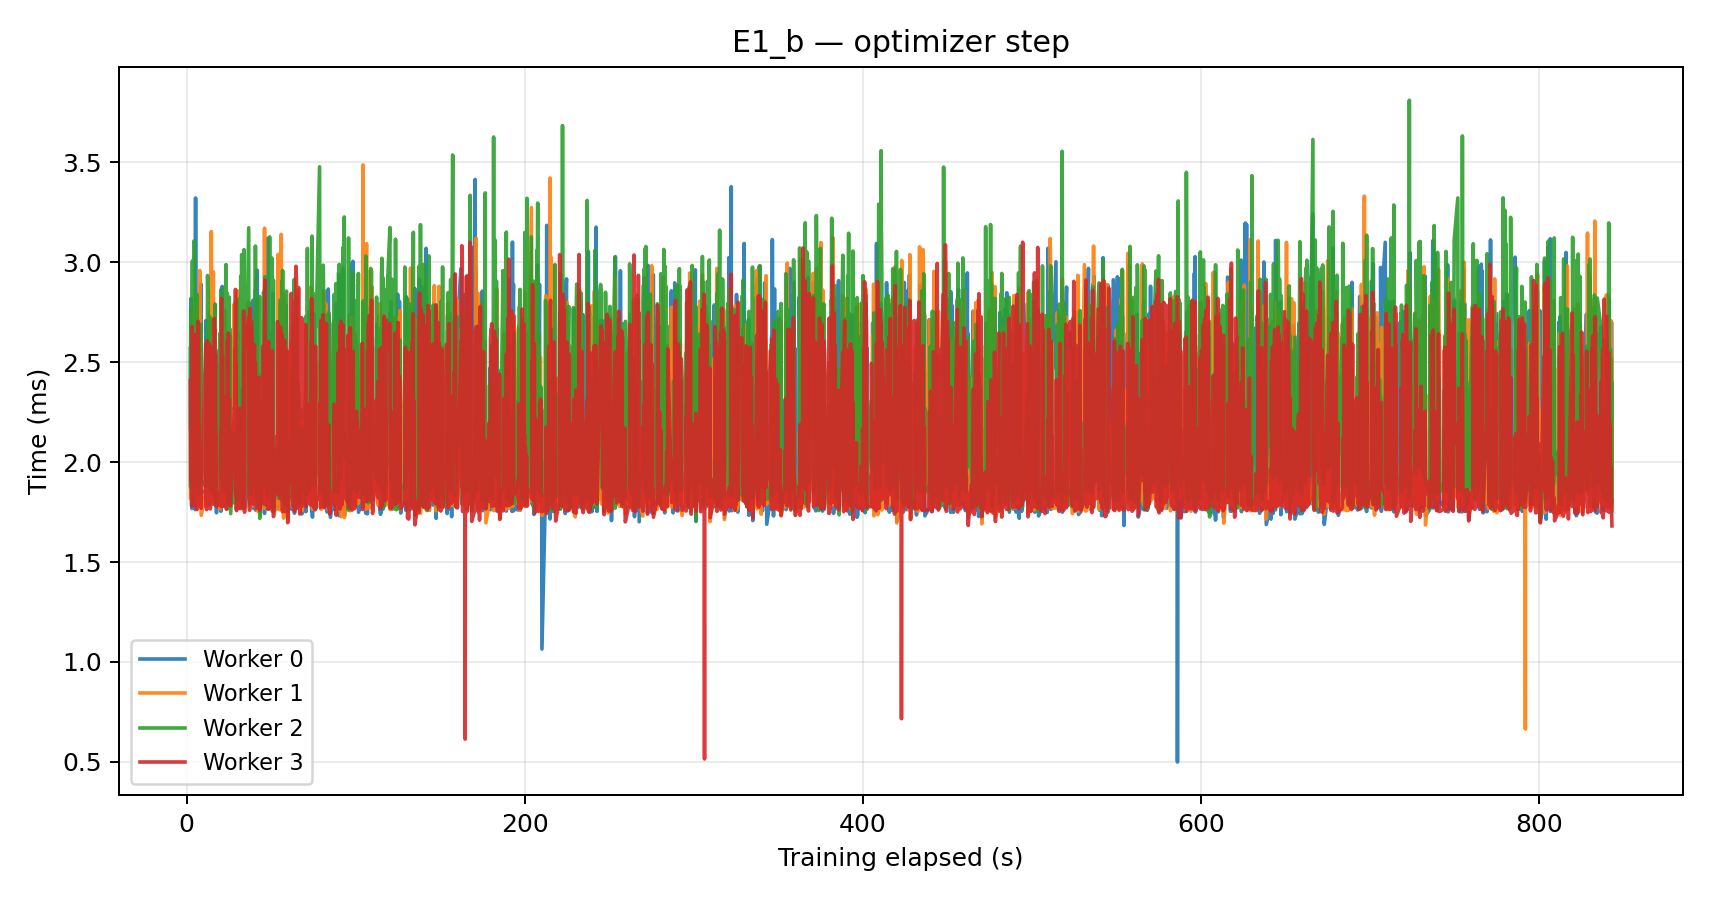 E1_b — optimizer step
Time (ms)
3.5
3.0
2.5
2.0
1.5
1.0
0.5
Worker 0
Worker 1
Worker 2
Worker 3
0
200
400
600
800
Training elapsed (s)